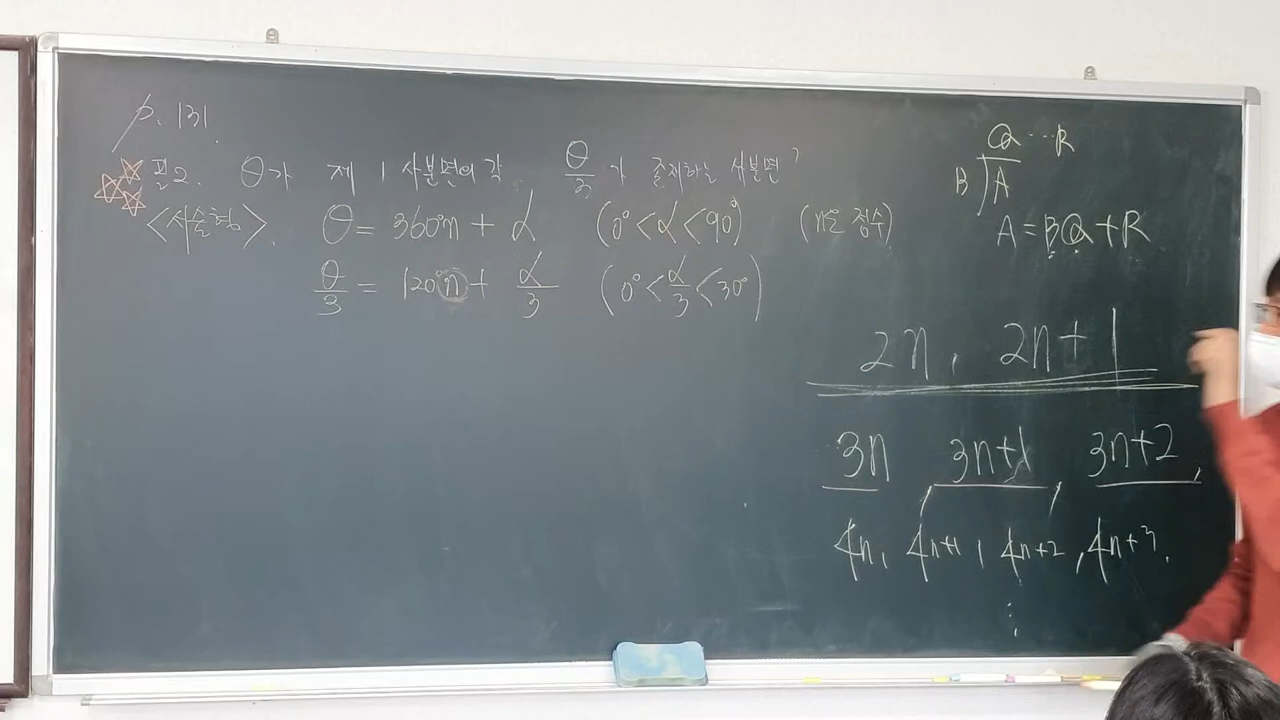 p. 131
필2. θ가 제 1 사분면의 각 θ/3 가 존재하는 사분면?
<서술형>. θ = 360°n + α (0°<α<90°) (n은 정수)
θ/3 = 120°n + α/3 (0°<α/3<30°)
Q ⋯ R
B)A
A = BQ + R
2n, 2n+1
3n 3n+1 3n+2,
4n, 4n+1, 4n+2, 4n+3.
⋮